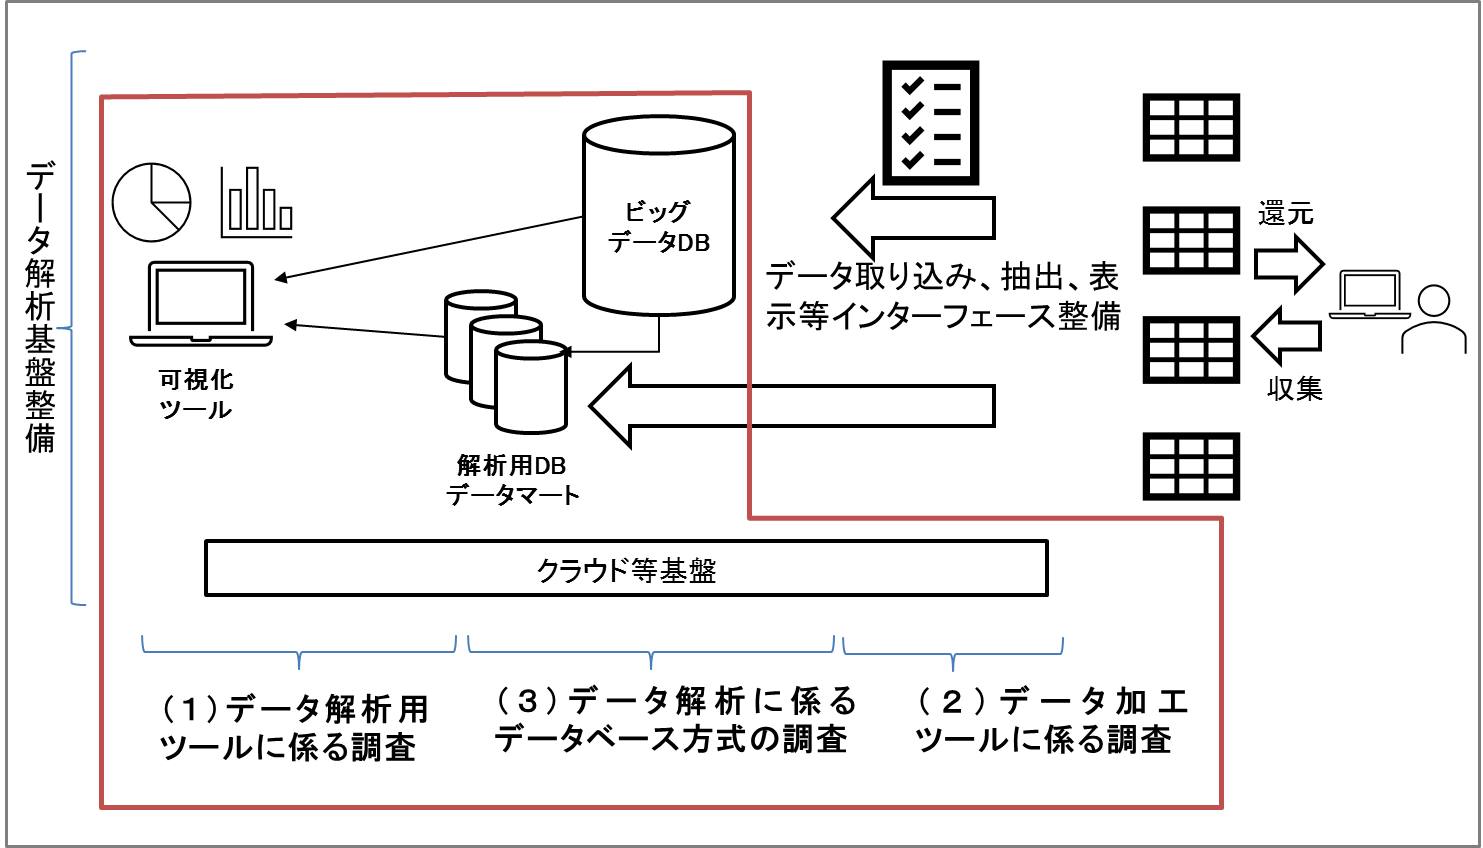 データ解析基盤整備
ビッグ
データDB
可視化
ツール
解析用DB
データマート
データ取り込み、抽出、表
示等インターフェース整備
還元
収集
クラウド等基盤
（１）データ解析用
ツールに係る調査
（３）データ解析に係る
データベース方式の調査
（２）データ加工
ツールに係る調査